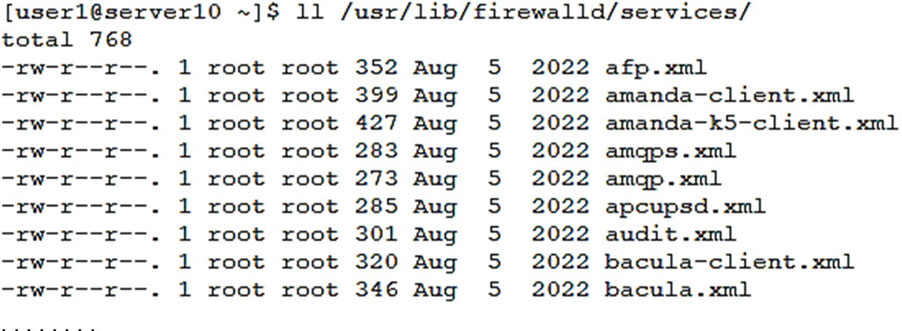 [user1@server10 ~]$ ll /usr/lib/firewalld/services/
total 768
-rw-r--r--. 1 root root 352 Aug  5  2022 afp.xml
-rw-r--r--. 1 root root 399 Aug  5  2022 amanda-client.xml
-rw-r--r--. 1 root root 427 Aug  5  2022 amanda-k5-client.xml
-rw-r--r--. 1 root root 283 Aug  5  2022 amqps.xml
-rw-r--r--. 1 root root 273 Aug  5  2022 amqp.xml
-rw-r--r--. 1 root root 285 Aug  5  2022 apcupsd.xml
-rw-r--r--. 1 root root 301 Aug  5  2022 audit.xml
-rw-r--r--. 1 root root 320 Aug  5  2022 bacula-client.xml
-rw-r--r--. 1 root root 346 Aug  5  2022 bacula.xml
........